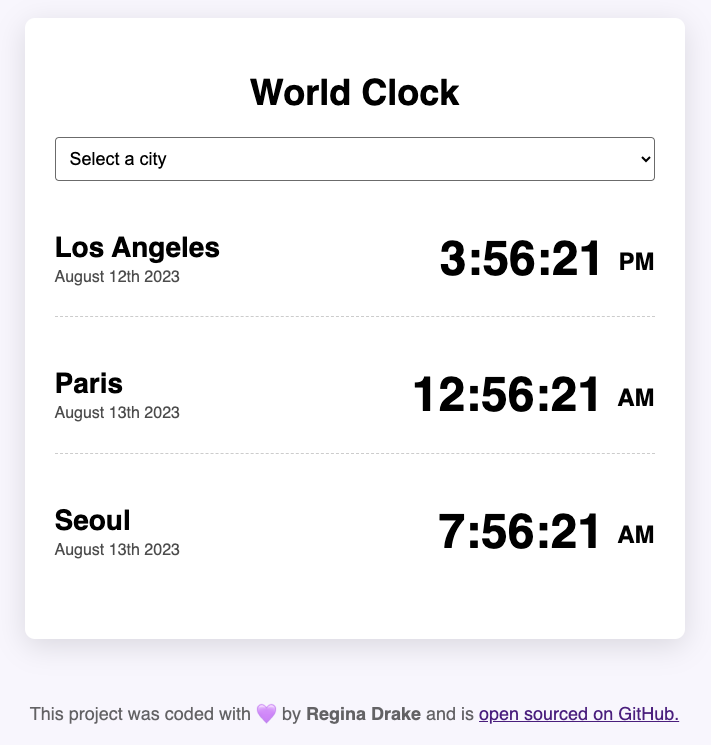 World Clock
Select a city
Los Angeles 3:56:21 PM
August 12th 2023
Paris 12:56:21 AM
August 13th 2023
Seoul 7:56:21 AM
August 13th 2023
This project was coded with 💜 by Regina Drake and is open sourced on GitHub.